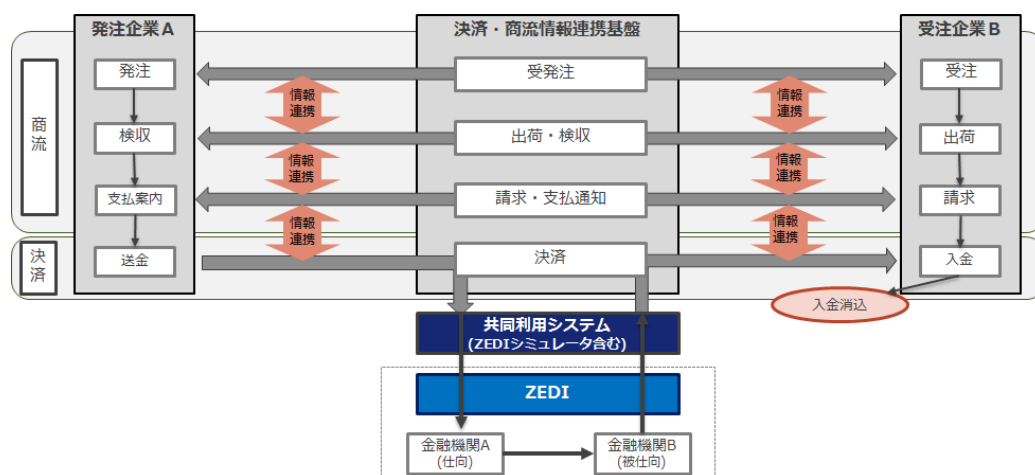 発注企業A
決済・商流情報連携基盤
受注企業B
商流
発注
受発注
受注
情報
連携
情報
連携
検収
出荷・検収
出荷
情報
連携
情報
連携
支払案内
請求・支払通知
請求
情報
連携
情報
連携
決済
送金
決済
入金
入金消込
共同利用システム
(ZEDIシミュレータ含む)
ZEDI
金融機関A
(仕向)
金融機関B
(被仕向)